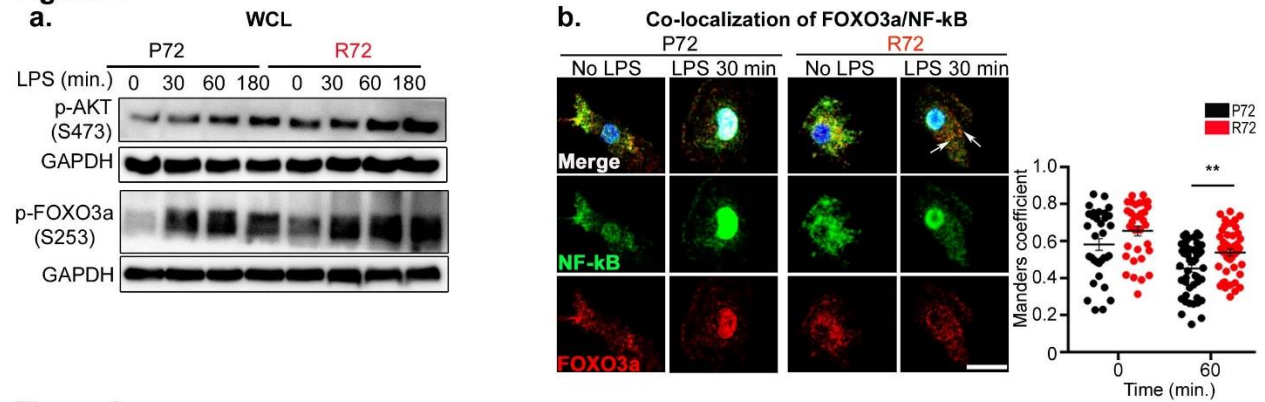 a.
WCL
P72 R72
LPS (min.) 0 30 60 180 0 30 60 180
p-AKT
(S473)
GAPDH
p-FOXO3a
(S253)
GAPDH
b.
Co-localization of FOXO3a/NF-kB
P72 R72
No LPS LPS 30 min No LPS LPS 30 min
Merge
NF-kB
FOXO3a
P72
R72
**
Manders coefficient
1.0
0.8
0.6
0.4
0.2
0
0 60
Time (min.)